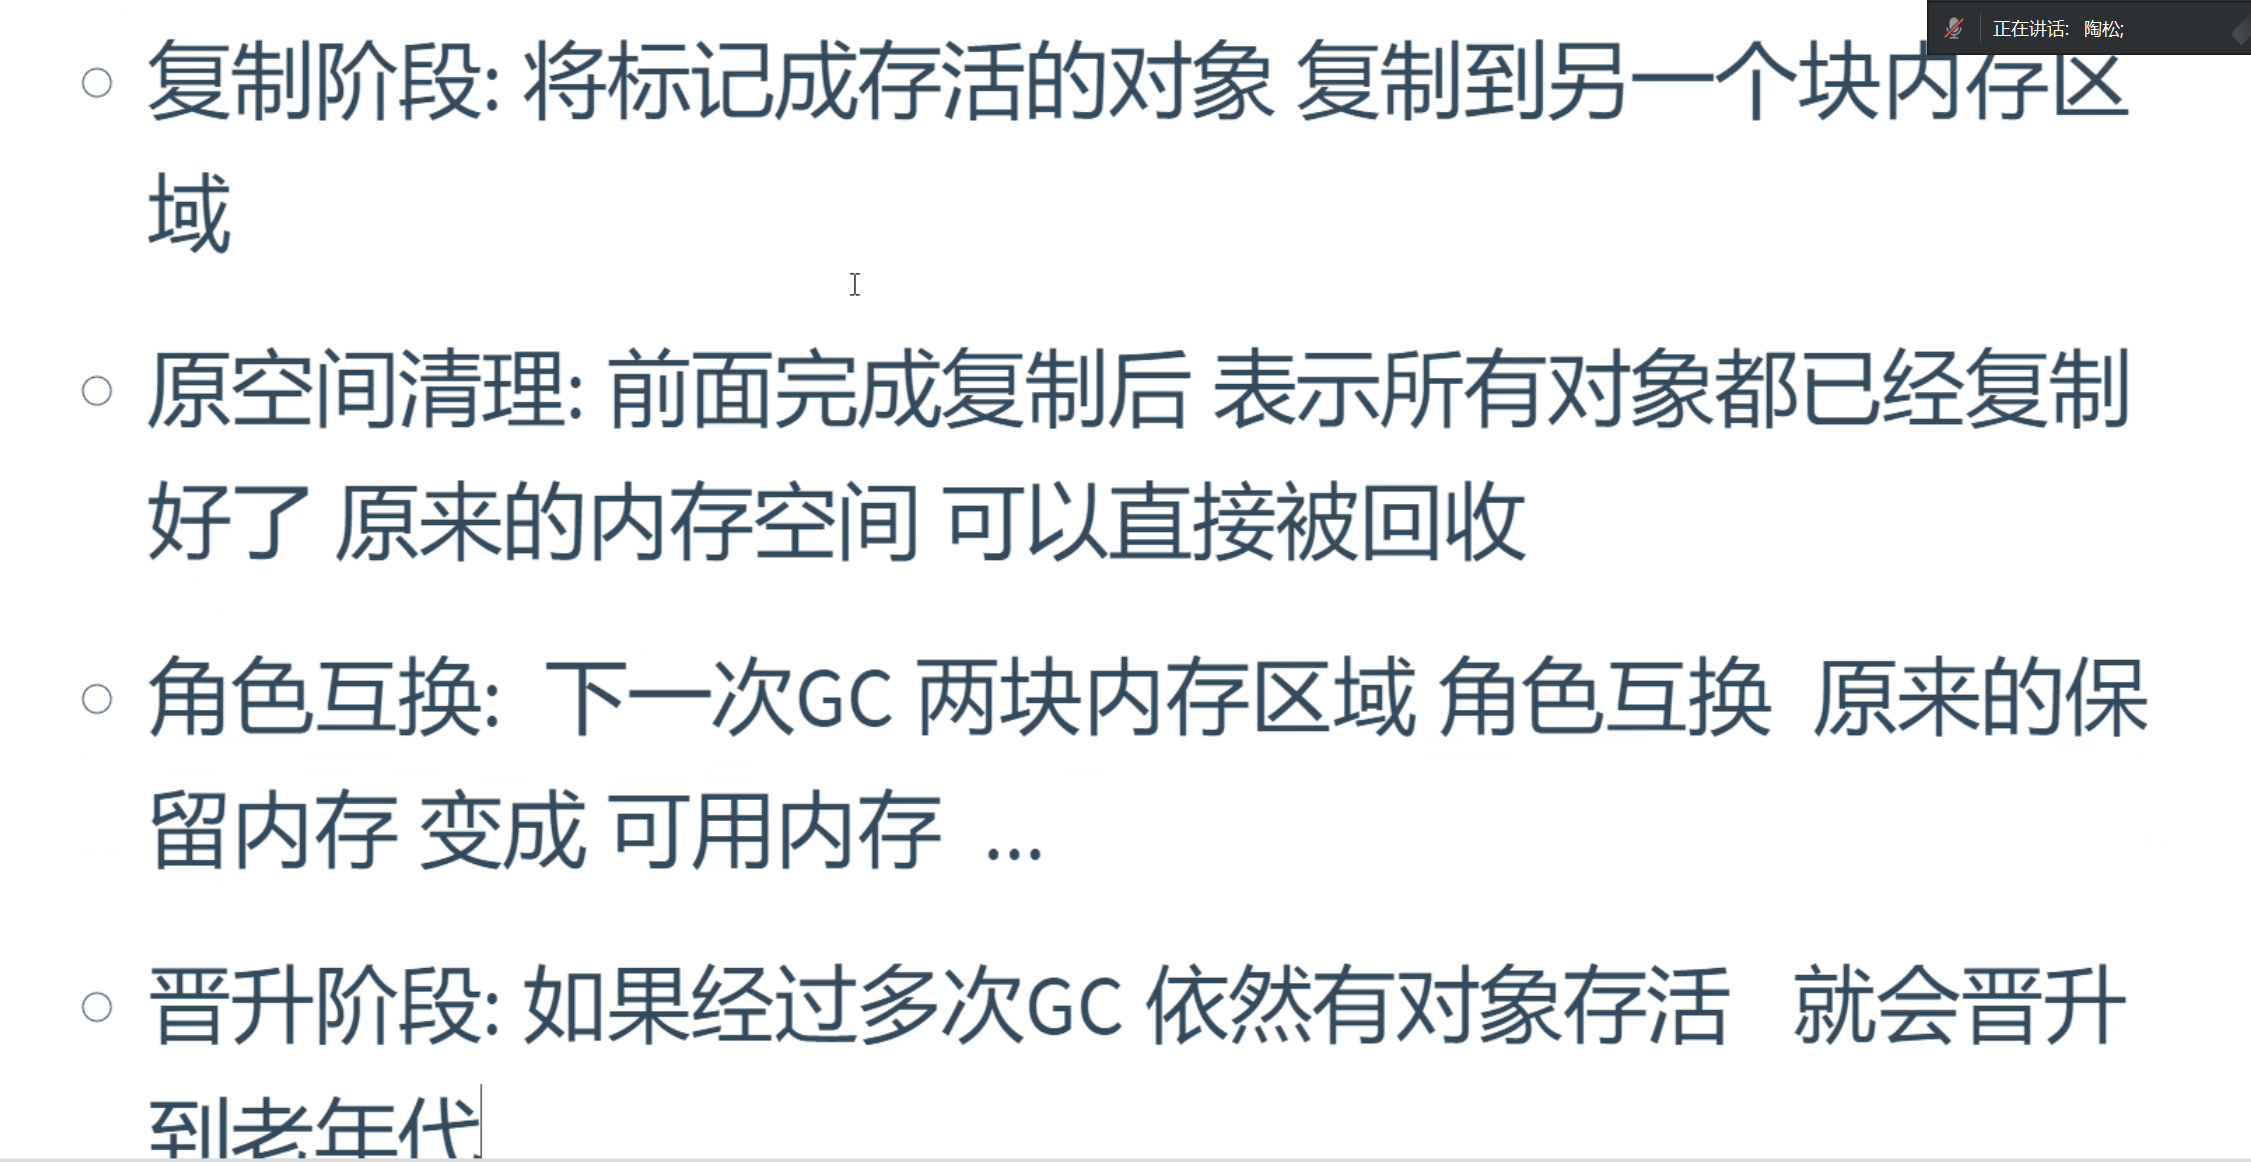 正在讲话: 陶松;
复制阶段: 将标记成存活的对象 复制到另一个块内存区
域
原空间清理: 前面完成复制后 表示所有对象都已经复制
好了 原来的内存空间 可以直接被回收
角色互换: 下一次GC 两块内存区域 角色互换 原来的保
留内存 变成 可用内存 ...
晋升阶段: 如果经过多次GC 依然有对象存活 就会晋升
到老年代